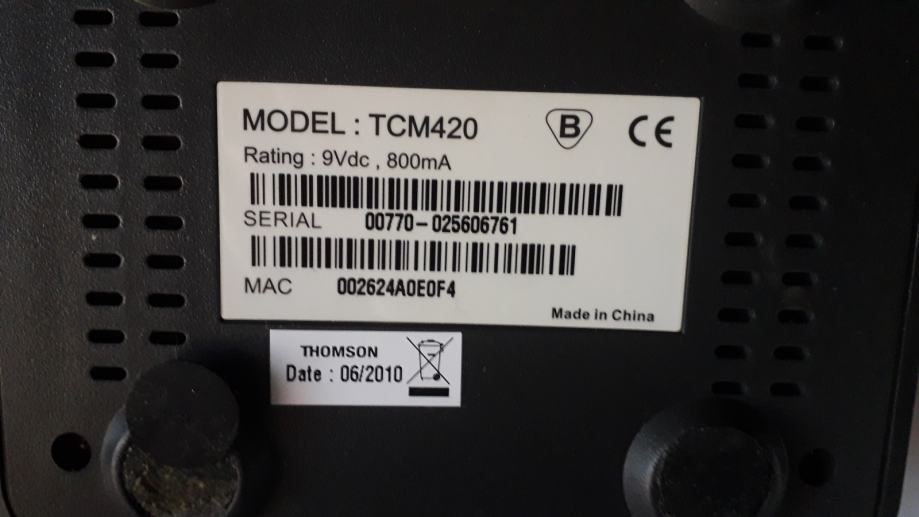 MODEL : TCM420
B
CE
Rating : 9Vdc , 800mA
SERIAL 00770-025606761
MAC 002624A0E0F4
Made in China
THOMSON
Date : 06/2010